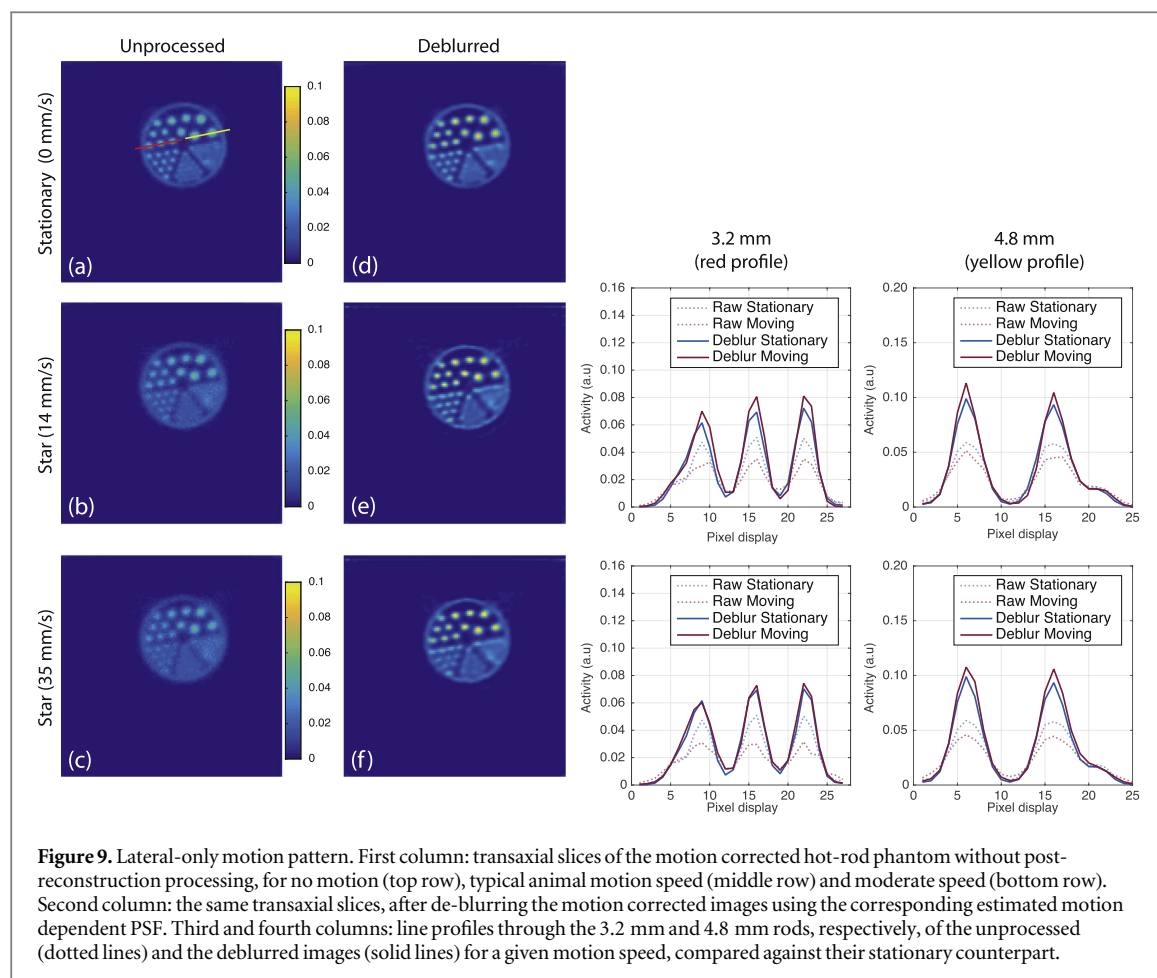 Unprocessed
Deblurred
Stationary (0 mm/s)
0.1
0.08
0.06
0.04
0.02
0
(a)
(d)
Star (14 mm/s)
0.1
0.08
0.06
0.04
0.02
0
(b)
(e)
Star (35 mm/s)
0.1
0.08
0.06
0.04
0.02
0
(c)
(f)
3.2 mm
(red profile)
4.8 mm
(yellow profile)
Activity (a.u)
0.16
0.14
0.12
0.10
0.08
0.06
0.04
0.02
0
0 5 10 15 20 25
Pixel display
Raw Stationary
Raw Moving
Deblur Stationary
Deblur Moving
Activity (a.u)
0.20
0.15
0.10
0.05
0
0 5 10 15 20 25
Pixel display
Raw Stationary
Raw Moving
Deblur Stationary
Deblur Moving
Activity (a.u)
0.16
0.14
0.12
0.10
0.08
0.06
0.04
0.02
0
0 5 10 15 20 25
Pixel display
Raw Stationary
Raw Moving
Deblur Stationary
Deblur Moving
Activity (a.u)
0.20
0.15
0.10
0.05
0
0 5 10 15 20 25
Pixel display
Raw Stationary
Raw Moving
Deblur Stationary
Deblur Moving
Figure 9. Lateral-only motion pattern. First column: transaxial slices of the motion corrected hot-rod phantom without post-
reconstruction processing, for no motion (top row), typical animal motion speed (middle row) and moderate speed (bottom row).
Second column: the same transaxial slices, after de-blurring the motion corrected images using the corresponding estimated motion
dependent PSF. Third and fourth columns: line profiles through the 3.2 mm and 4.8 mm rods, respectively, of the unprocessed
(dotted lines) and the deblurred images (solid lines) for a given motion speed, compared against their stationary counterpart.